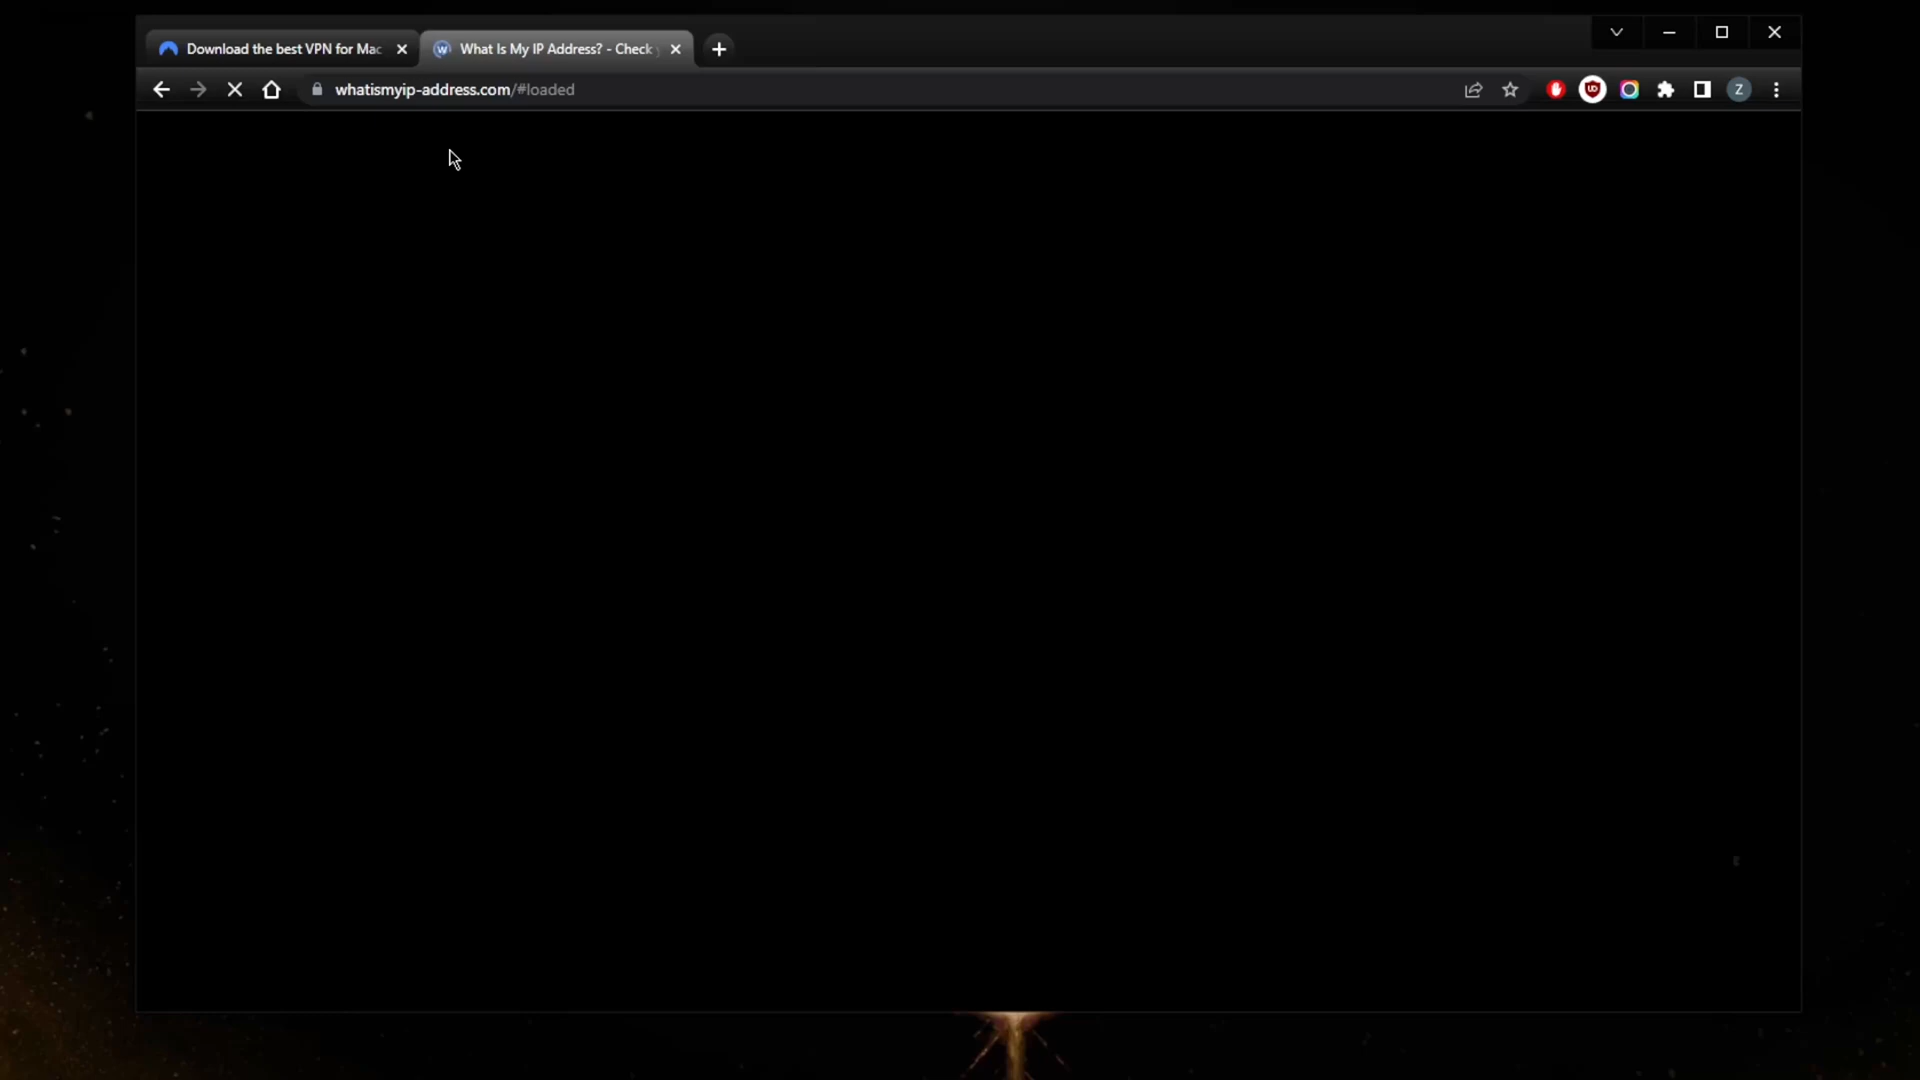 Download the best VPN for Mac
What Is My IP Address? - Check
whatismyip-address.com/#loaded
Z